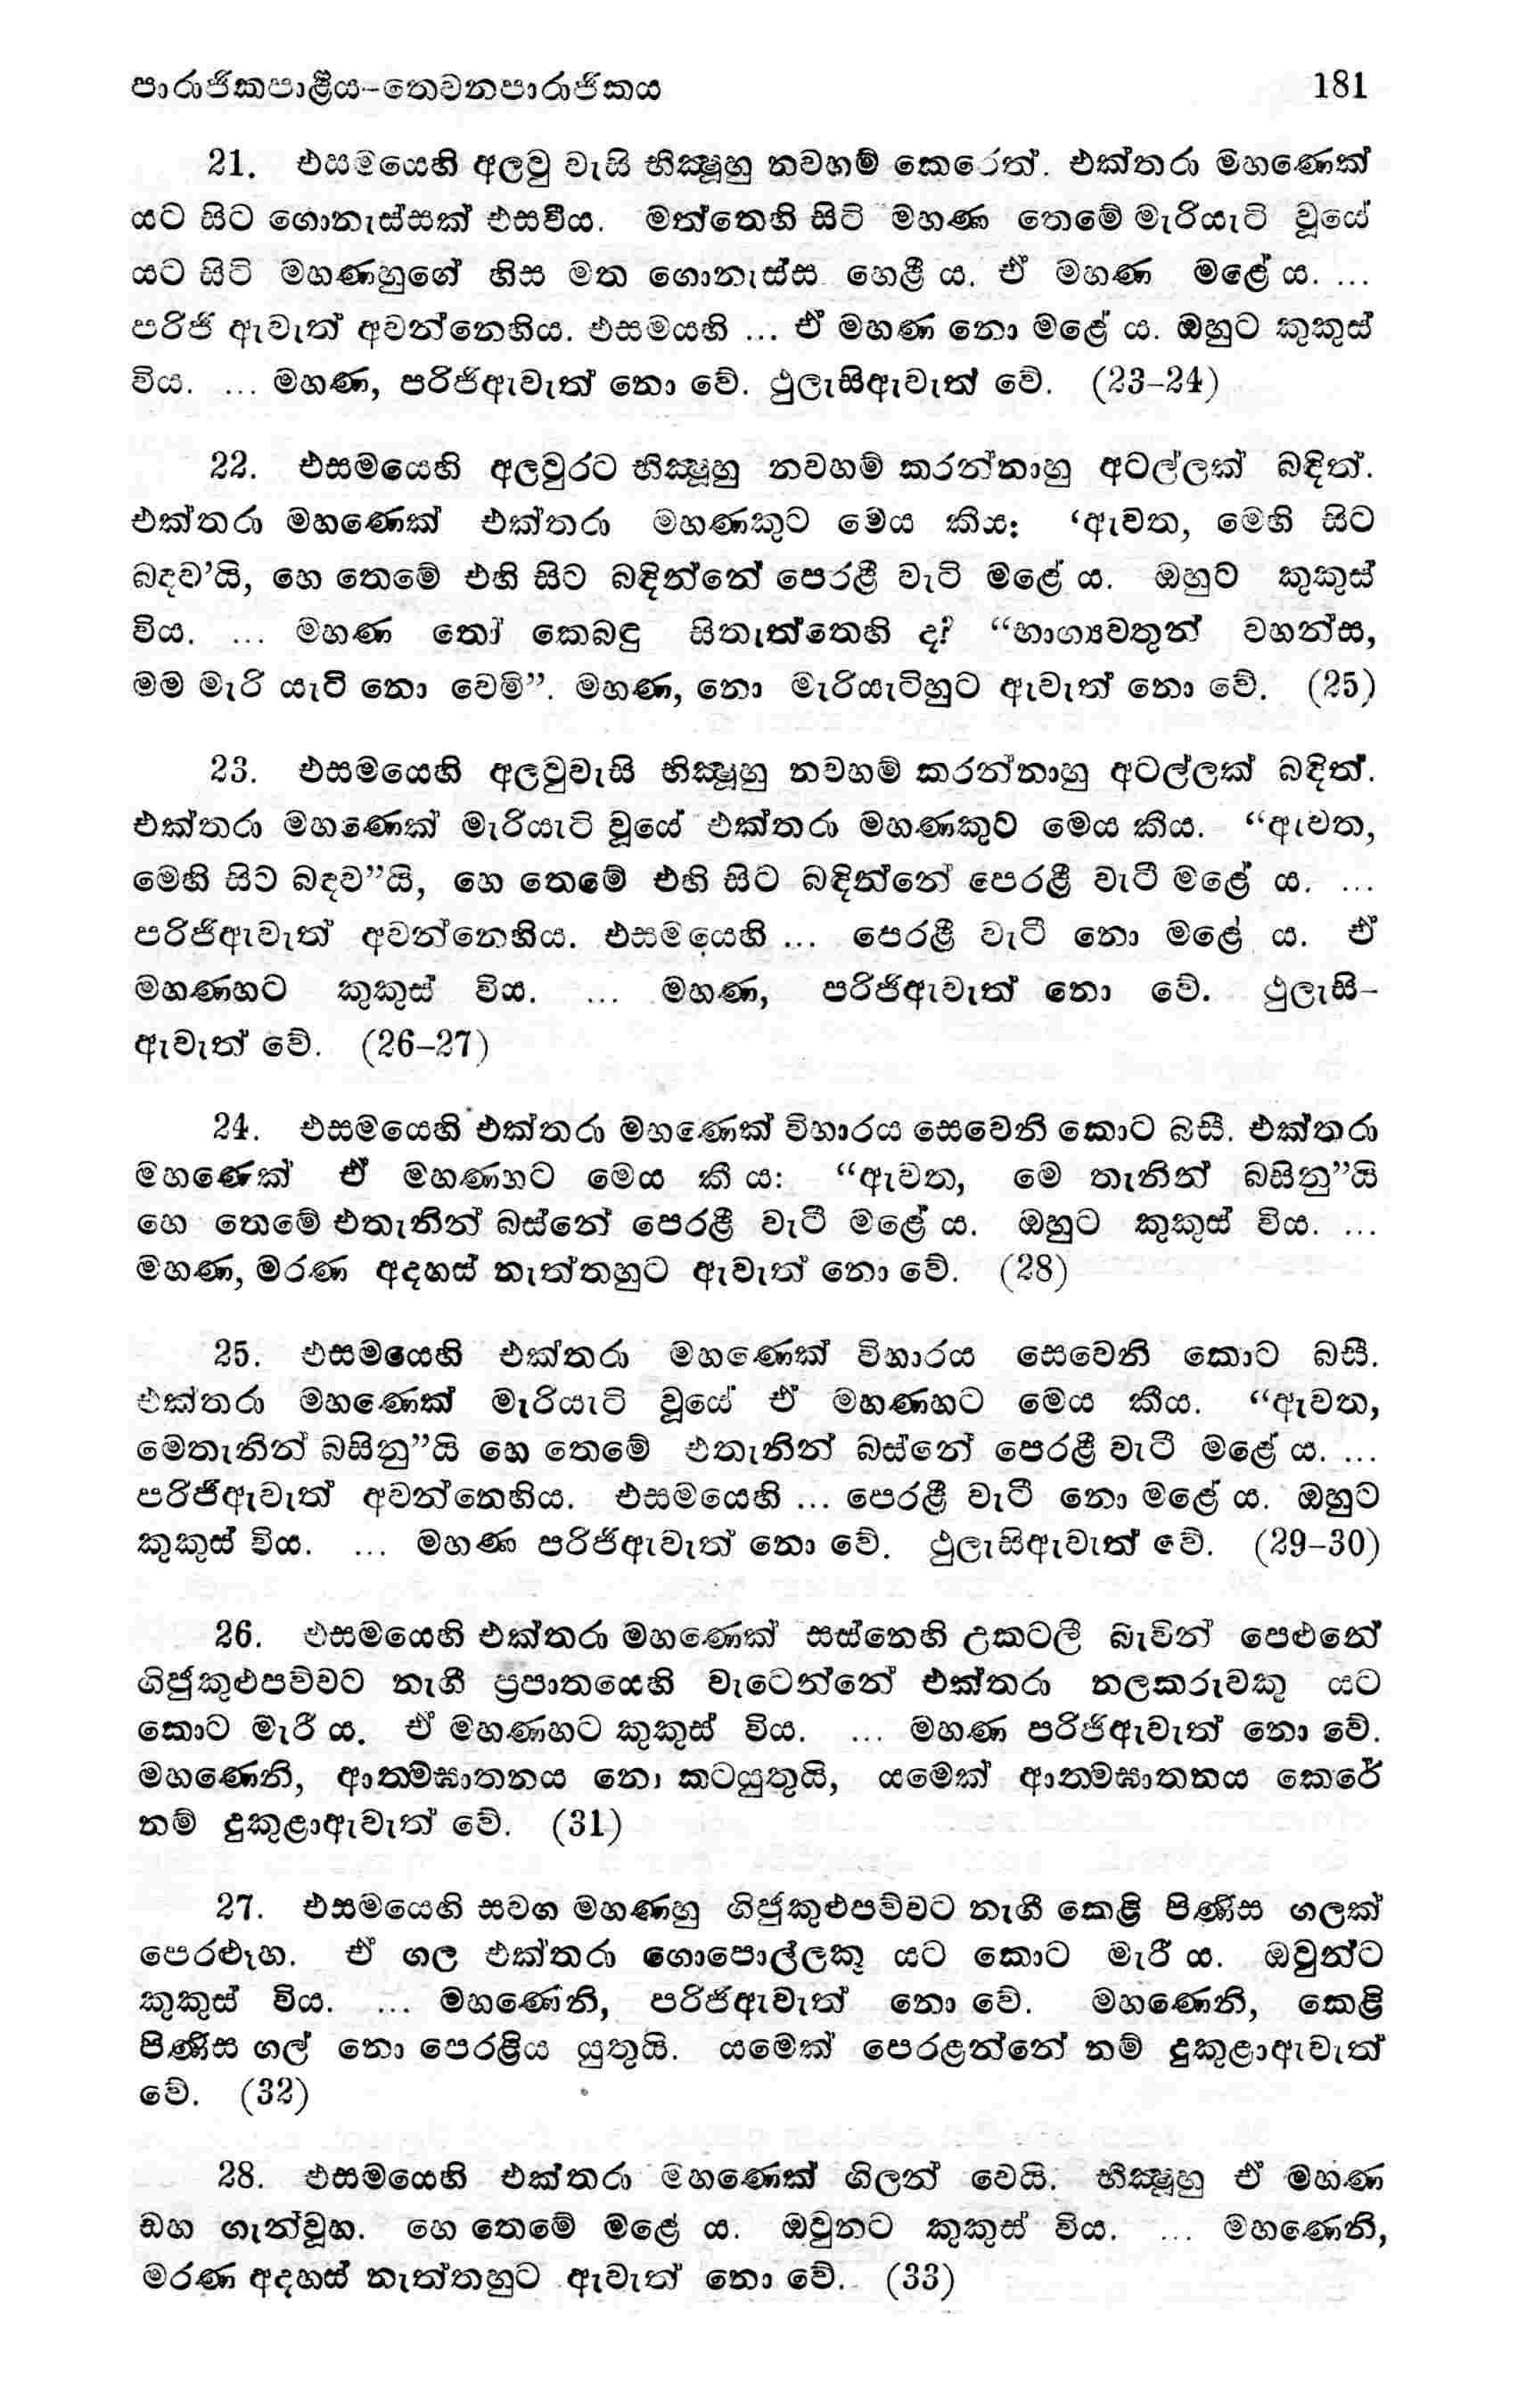 පාරාජිකපාළිය-තෙවනපාරාජිකය 181
21. එසමයෙහි අලවු වැසි භික්‍ෂූහු නවහම් කෙරෙත්. එක්තරා මහණෙක්
යට සිට ගොනැස්සක් එසවීය. මත්තෙහි සිටි මහණ තෙමේ මැරියැටි වූයේ
යට සිටි මහණහුගේ හිස මත ගොනැස්ස හෙළී ය. ඒ මහණ මළේ ය. ...
පරිජි ඇවැත් අවන්නෙහිය. එසමයහි ... ඒ මහණ නො මළේ ය. ඔහුට කුකුස්
විය. ... මහණ, පරිජිඇවැත් නො වේ. ථුලැසිඇවැත් වේ. (23-24)
22. එසමයෙහි අලවුරට භික්‍ෂූහු නවහම් කරන්නාහු අටල්ලක් බඳිත්.
එක්තරා මහණෙක් එක්තරා මහණකුට මෙය කීය: ‘ඇවත, මෙහි සිට
බඳව’යි, හෙ තෙමේ එහි සිට බඳින්නේ පෙරළී වැටි මළේ ය. ඔහුට කුකුස්
විය. ... මහණ තෝ කෙබඳු සිතැත්තෙහි ද? “භාග්‍යවතුන් වහන්ස,
මම මැරි යැටි නො වෙමි”. මහණ, නො මැරියැටිහුට ඇවැත් නො වේ. (25)
23. එසමයෙහි අලවුවැසි භික්‍ෂූහු නවහම් කරන්නාහු අටල්ලක් බඳිත්.
එක්තරා මහණෙක් මැරියැටි වූයේ එක්තරා මහණකුට මෙය කීය. “ඇවත,
මෙහි සිට බඳව”යි, හෙ තෙමේ එහි සිට බඳින්නේ පෙරළී වැටී මළේ ය. ...
පරිජිඇවැත් අවන්නෙහිය. එසමයෙහි ... පෙරළී වැටී නො මළේ ය. ඒ
මහණහට කුකුස් විය. ... මහණ, පරිජිඇවැත් නො වේ. ථුලැසි-
ඇවැත් වේ. (26-27)
24. එසමයෙහි එක්තරා මහණෙක් විහාරය සෙවෙනි කොට බසී. එක්තරා
මහණෙක් ඒ මහණහට මෙය කී ය: “ඇවත, මෙ තැනින් බසිනු”යි
හෙ තෙමේ එතැනින් බස්නේ පෙරළී වැටී මළේ ය. ඔහුට කුකුස් විය. ...
මහණ, මරණ අදහස් නැත්තහුට ඇවැත් නො වේ. (28)
25. එසමයෙහි එක්තරා මහණෙක් විහාරය සෙවෙනි කොට බසී.
එක්තරා මහණෙක් මැරියැටි වූයේ ඒ මහණහට මෙය කීය. “ඇවත,
මෙතැනින් බසිනු”යි හෙ තෙමේ එතැනින් බස්නේ පෙරළී වැටී මළේ ය. ...
පරිජිඇවැත් අවන්නෙහිය. එසමයෙහි ... පෙරළී වැටී නො මළේ ය. ඔහුට
කුකුස් විය. ... මහණ පරිජිඇවැත් නො වේ. ථුලැසිඇවැත් වේ. (29-30)
26. එසමයෙහි එක්තරා මහණෙක් සස්නෙහි උකටලී බැවින් පෙළුනේ
ගිජුකුළුපව්වට නැගී ප්‍රපාතයෙහි වැටෙන්නේ එක්තරා නලකරුවකු යට
කොට මැරී ය. ඒ මහණහට කුකුස් විය. ... මහණ පරිජිඇවැත් නො වේ.
මහණෙනි, ආත්මඝාතනය නො කටයුතුයි, යමෙක් ආත්මඝාතනය කෙරේ
නම් දුකුළාඇවැත් වේ. (31)
27. එසමයෙහි සවග මහණහු ගිජුකුළුපව්වට නැගී කෙළි පිණිස ගලක්
පෙරළූහ. ඒ ගල එක්තරා ගොපොල්ලකු යට කොට මැරී ය. ඔවුන්ට
කුකුස් විය. ... මහණෙනි, පරිජිඇවැත් නො වේ. මහණෙනි, කෙළි
පිණිස ගල් නො පෙරළිය යුතුයි. යමෙක් පෙරළන්නේ නම් දුකුළාඇවැත්
වේ. (32)
28. එසමයෙහි එක්තරා මහණෙක් ගිලන් වෙයි. භික්‍ෂූහු ඒ මහණ
ඩහ ගැන්වූහ. හෙ තෙමේ මළේ ය. ඔවුනට කුකුස් විය. ... මහණෙනි,
මරණ අදහස් නැත්තහුට ඇවැත් නො වේ. (33)